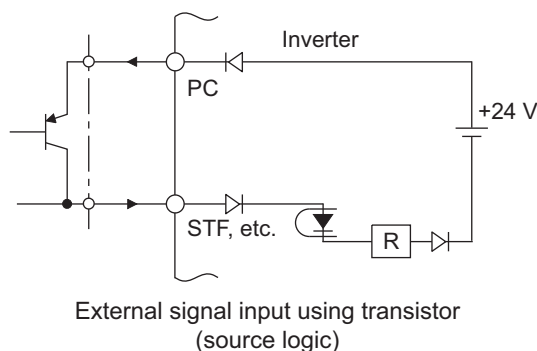 Inverter
PC
+24 V
STF, etc.
R
External signal input using transistor
(source logic)